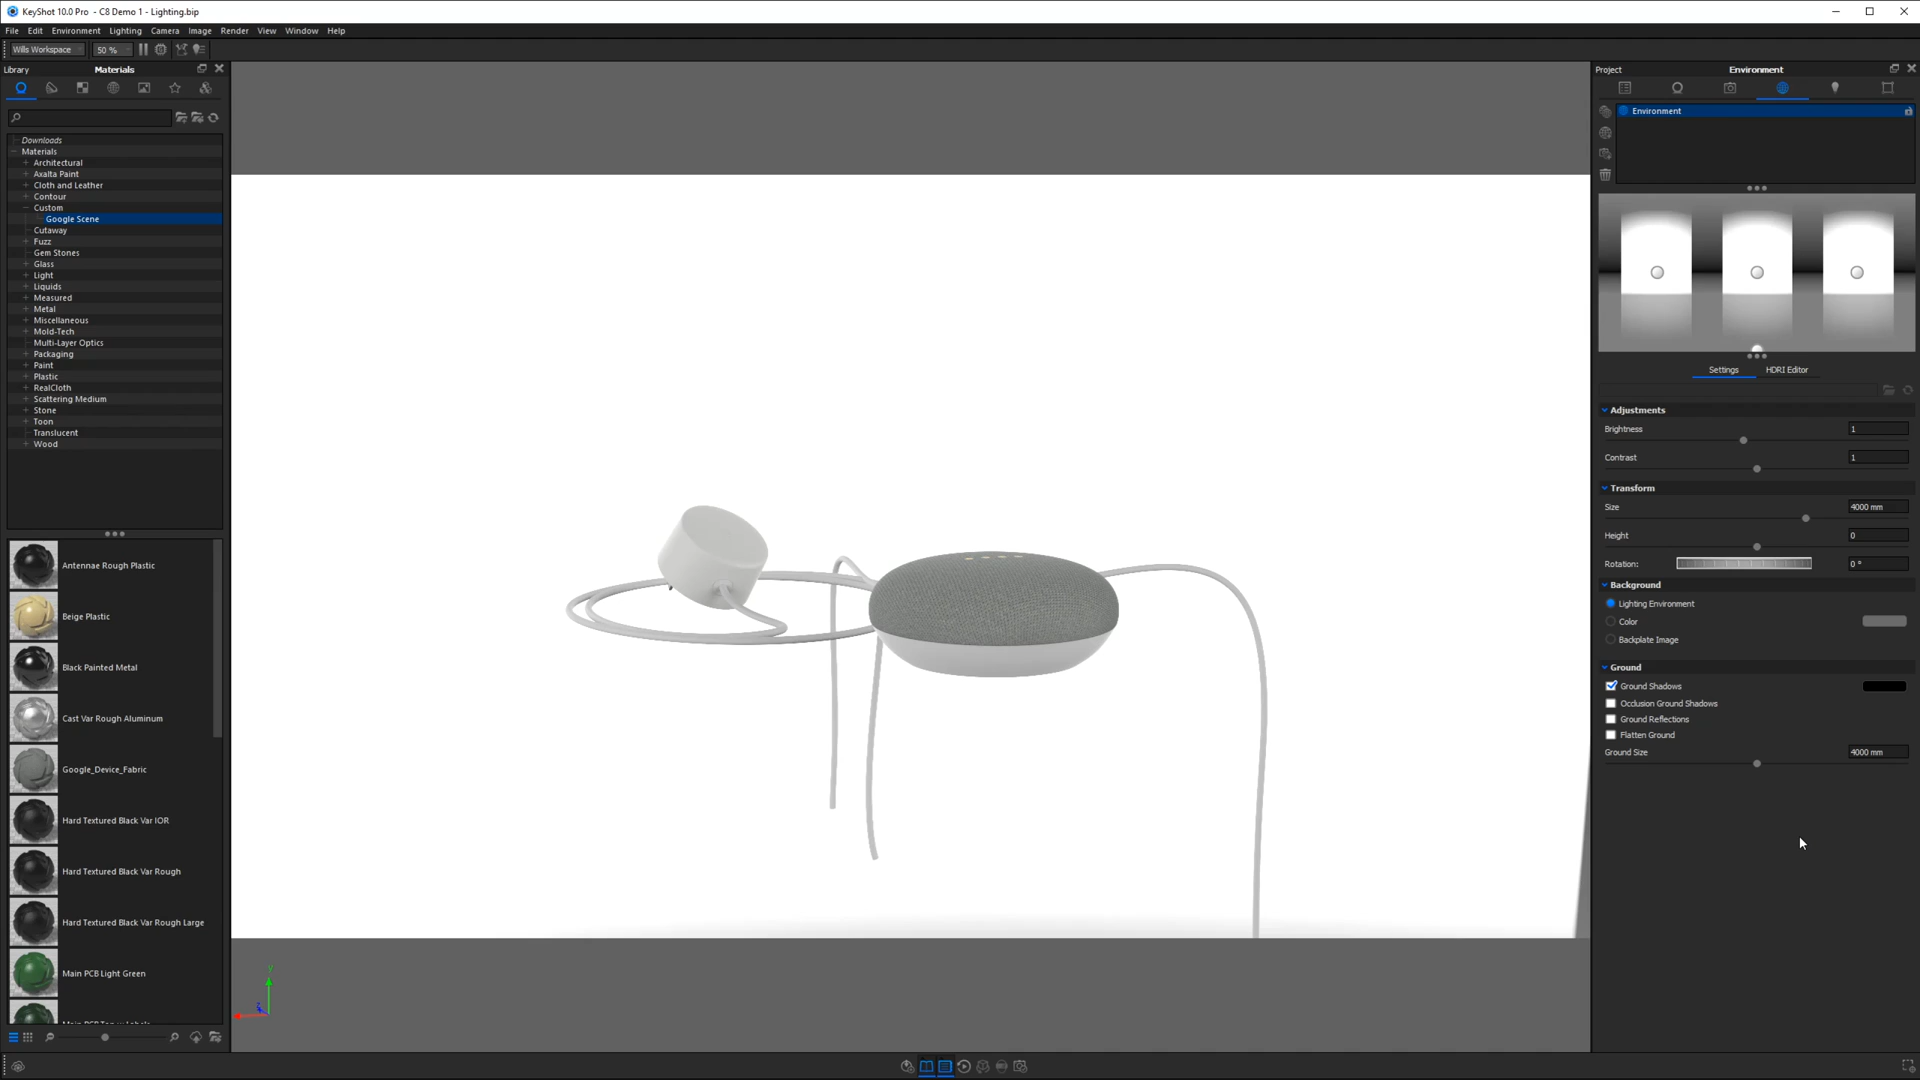 KeyShot 10.0 Pro - C8 Demo 1 - Lighting.bip
File Edit Environment Lighting Camera Image Render View Window Help
Wills Workspace 50 %
Library Materials
Downloads
Materials
Architectural
Axalta Paint
Cloth and Leather
Contour
Custom
Google Scene
Cutaway
Fuzz
Gem Stones
Glass
Light
Liquids
Measured
Metal
Miscellaneous
Mold-Tech
Multi-Layer Optics
Packaging
Paint
Plastic
RealCloth
Scattering Medium
Stone
Toon
Translucent
Wood
Antennae Rough Plastic
Beige Plastic
Black Painted Metal
Cast Var Rough Aluminum
Google_Device_Fabric
Hard Textured Black Var IOR
Hard Textured Black Var Rough
Hard Textured Black Var Rough Large
Main PCB Light Green
y
Project Environment
Environment
Settings HDRI Editor
Adjustments
Brightness 1
Contrast 1
Transform
Size 4000 mm
Height 0
Rotation: 0 °
Background
Lighting Environment
Color
Backplate Image
Ground
Ground Shadows
Occlusion Ground Shadows
Ground Reflections
Flatten Ground
Ground Size 4000 mm